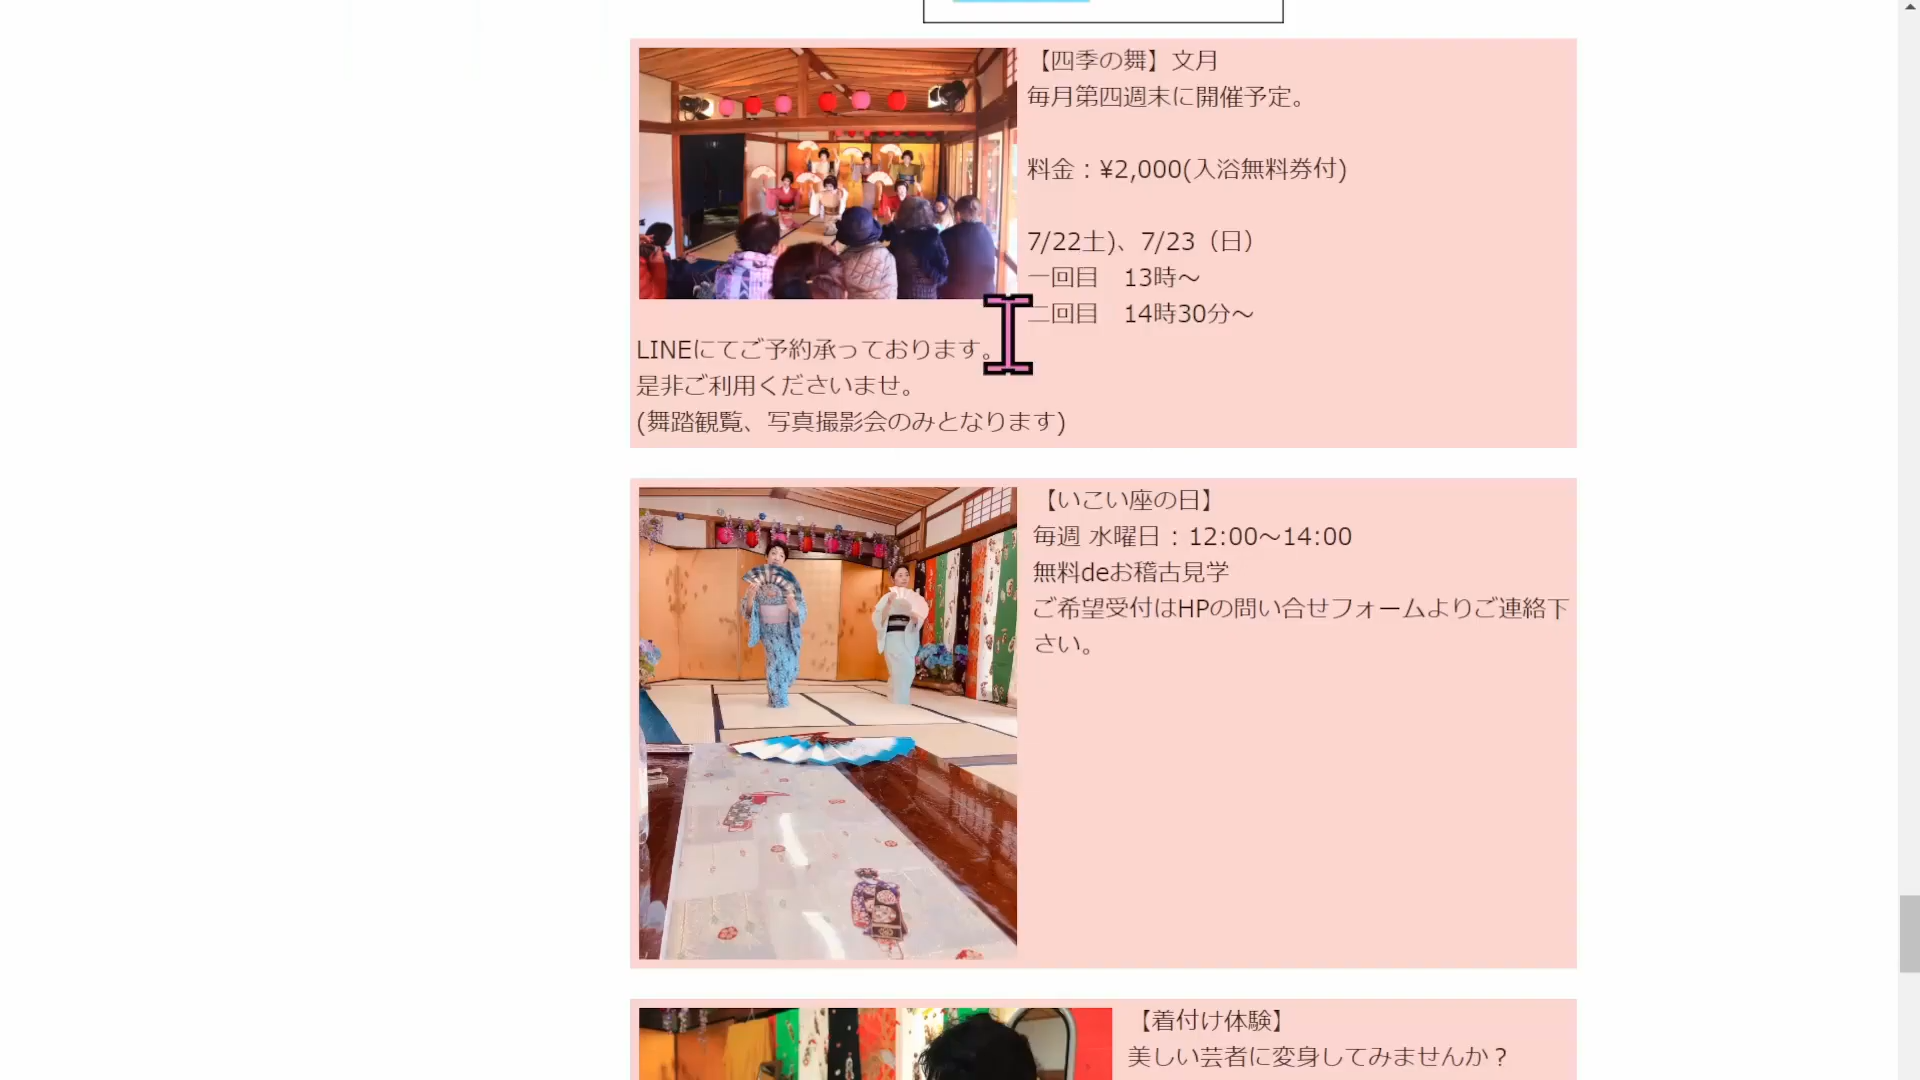 【四季の舞】文月
毎月第四週末に開催予定。
料金：¥2,000(入浴無料券付)
7/22土)、7/23（日）
一回目　13時～
二回目　14時30分～
LINEにてご予約承っております。
是非ご利用くださいませ。
(舞踏観覧、写真撮影会のみとなります)
【いこい座の日】
毎週 水曜日：12:00～14:00
無料deお稽古見学
ご希望受付はHPの問い合せフォームよりご連絡下
さい。
【着付け体験】
美しい芸者に変身してみませんか？